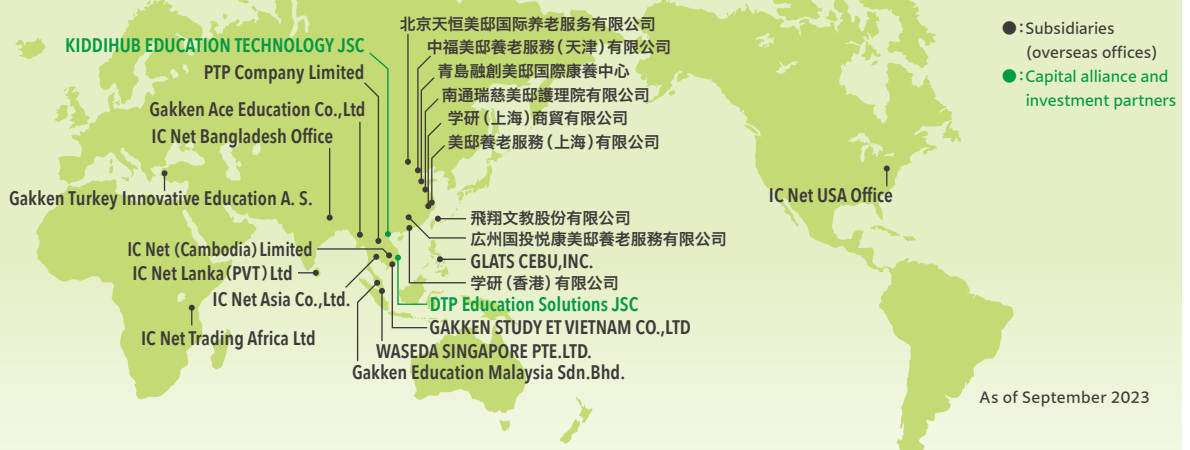 北京天恒美邸国际养老服务有限公司
KIDDIHUB EDUCATION TECHNOLOGY JSC
中福美邸養老服務（天津）有限公司
PTP Company Limited
青島融創美邸国際康養中心
南通瑞慈美邸護理院有限公司
Gakken Ace Education Co.,Ltd
学研（上海）商貿有限公司
IC Net Bangladesh Office
美邸養老服務（上海）有限公司
Gakken Turkey Innovative Education A. S.
飛翔文教股份有限公司
広州国投悦康美邸養老服務有限公司
IC Net (Cambodia) Limited
GLATS CEBU,INC.
IC Net Lanka (PVT) Ltd
学研（香港）有限公司
IC Net Asia Co.,Ltd.
DTP Education Solutions JSC
GAKKEN STUDY ET VIETNAM CO.,LTD
IC Net Trading Africa Ltd
WASEDA SINGAPORE PTE.LTD.
Gakken Education Malaysia Sdn.Bhd.
IC Net USA Office
●:Subsidiaries
(overseas offices)
●:Capital alliance and
investment partners
As of September 2023